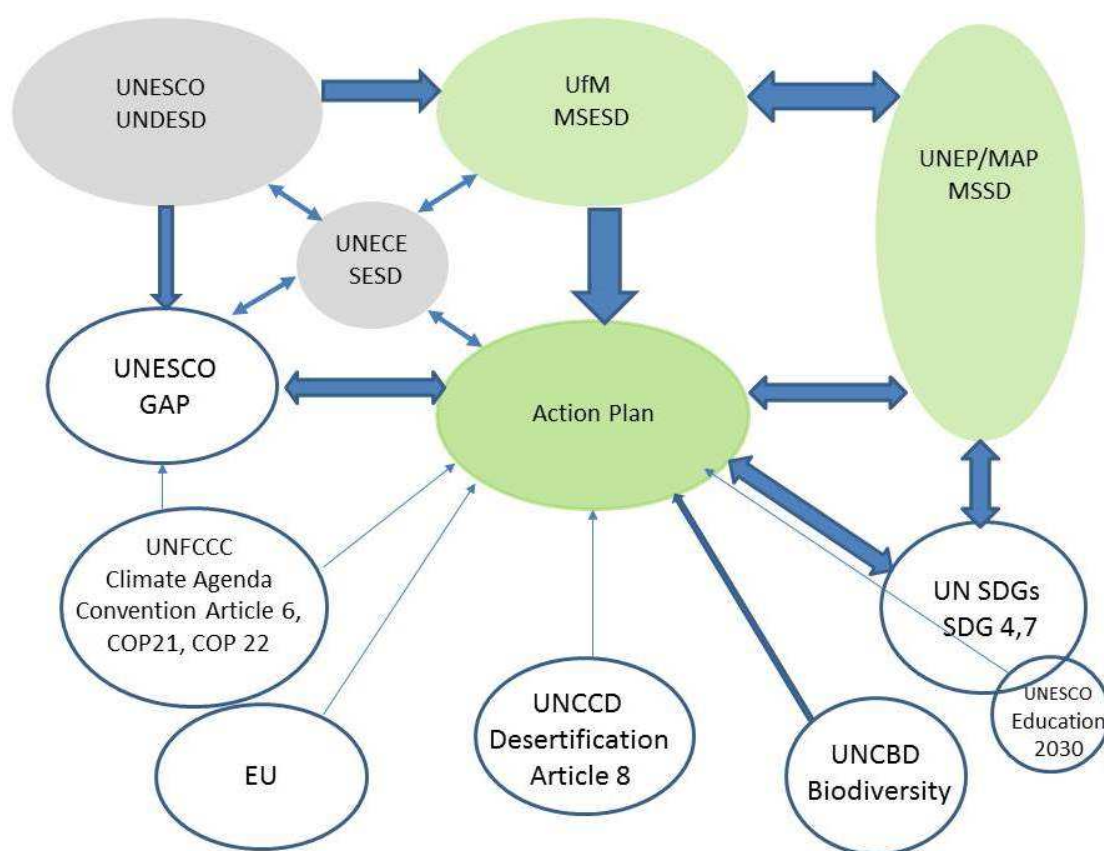 UNESCO
UNDESD
UfM
MSESD
UNEP/MAP
MSSD
UNECE
SESD
UNESCO
GAP
Action Plan
UNFCCC
Climate Agenda
Convention Article 6,
COP21, COP 22
UN SDGs
SDG 4,7
UNESCO
Education
2030
UNCCD
Desertification
Article 8
UNCBD
Biodiversity
EU